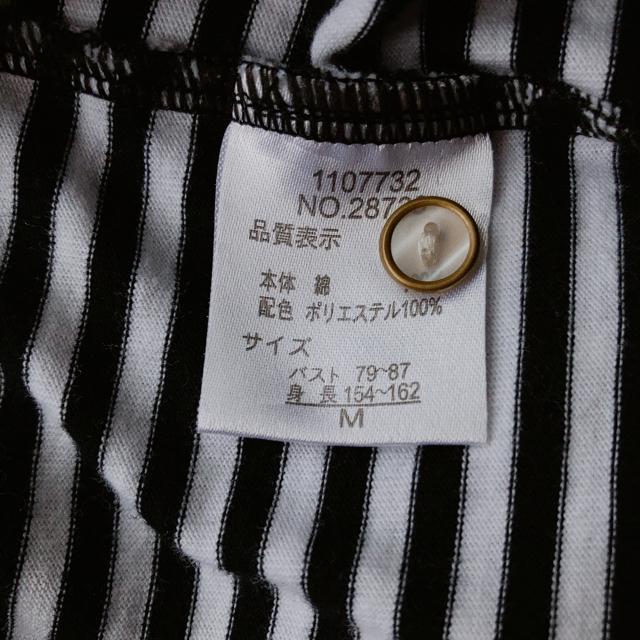 1107732
NO.287
品質表示
本体 綿
配色 ポリエステル100%
サイズ
バスト 79~87
身長 154~162
M